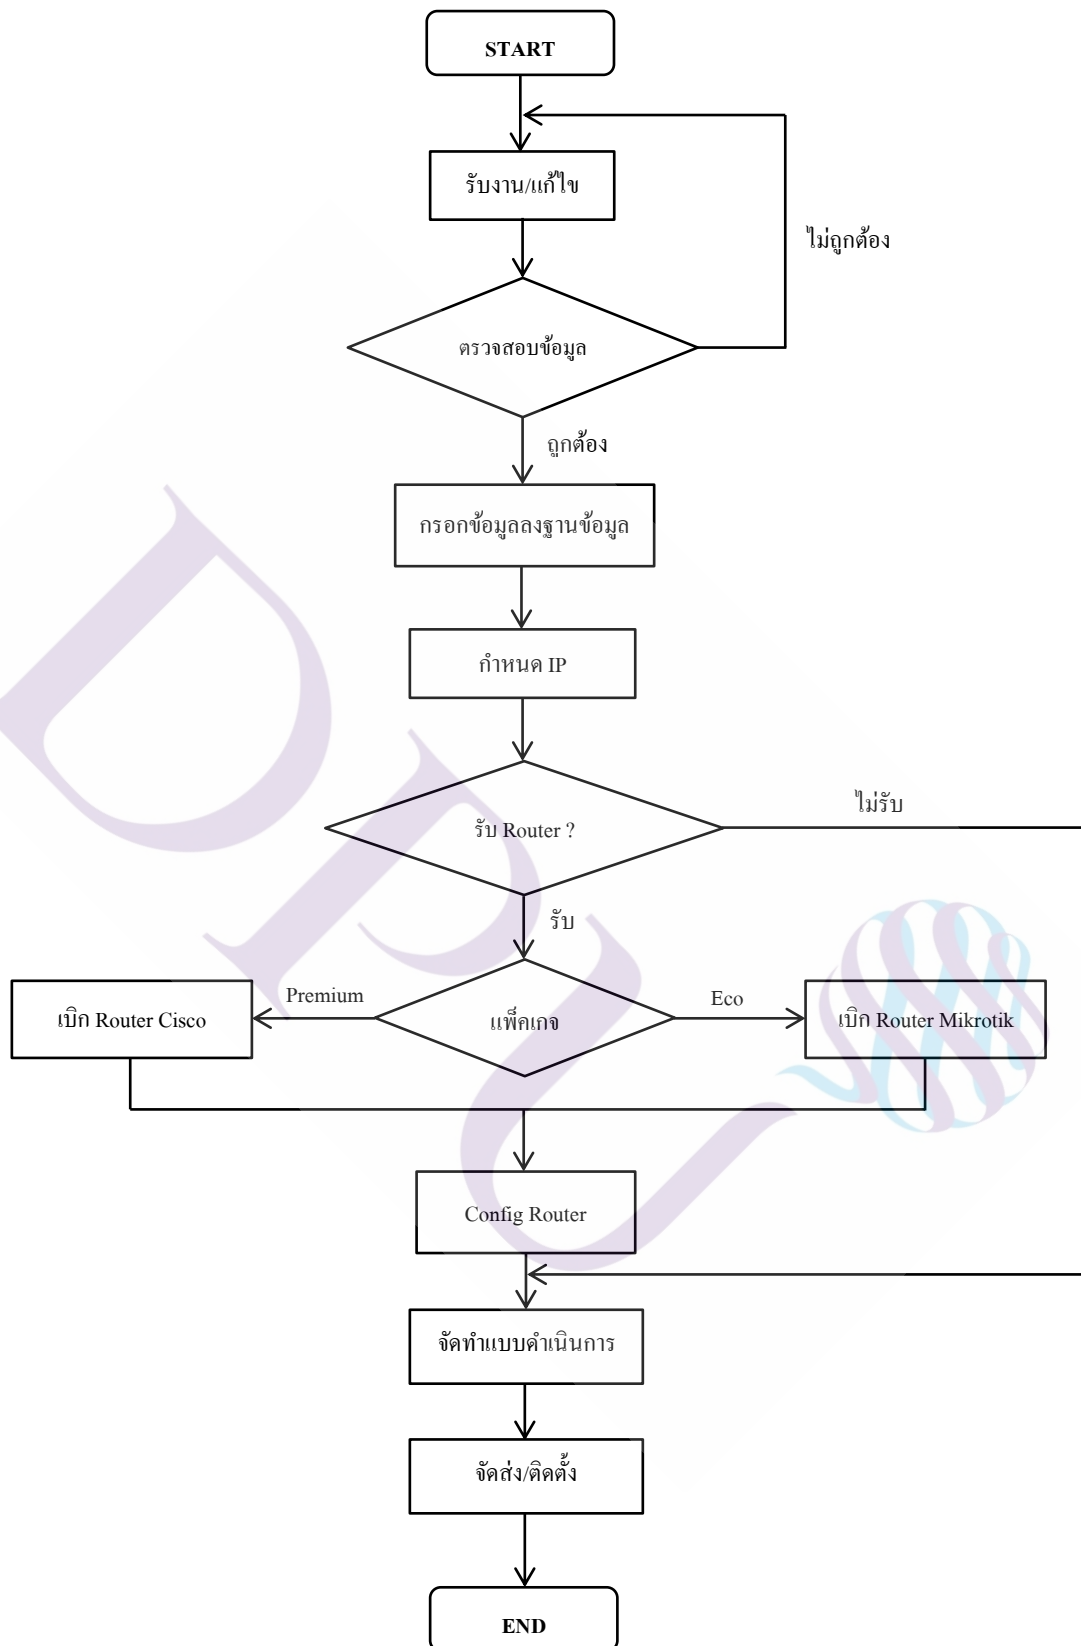 START
รับงาน/แก้ไข
ไม่ถูกต้อง
ตรวจสอบข้อมูล
ถูกต้อง
กรอกข้อมูลลงฐานข้อมูล
กำหนด IP
ไม่รับ
รับ Router ?
รับ
Premium
Eco
เบิก Router Cisco
แพ็คเกจ
เบิก Router Mikrotik
Config Router
จัดทำแบบดำเนินการ
จัดส่ง/ติดตั้ง
END
DPU